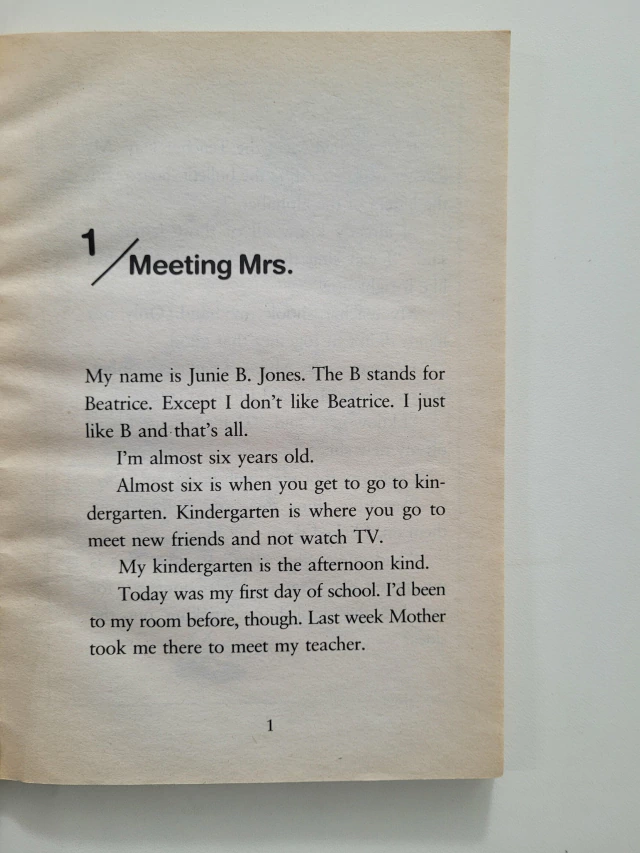 1
Meeting Mrs.
My name is Junie B. Jones. The B stands for
Beatrice. Except I don't like Beatrice. I just
like B and that's all.
I'm almost six years old.
Almost six is when you get to go to kin-
dergarten. Kindergarten is where you go to
meet new friends and not watch TV.
My kindergarten is the afternoon kind.
Today was my first day of school. I'd been
to my room before, though. Last week Mother
took me there to meet my teacher.
1